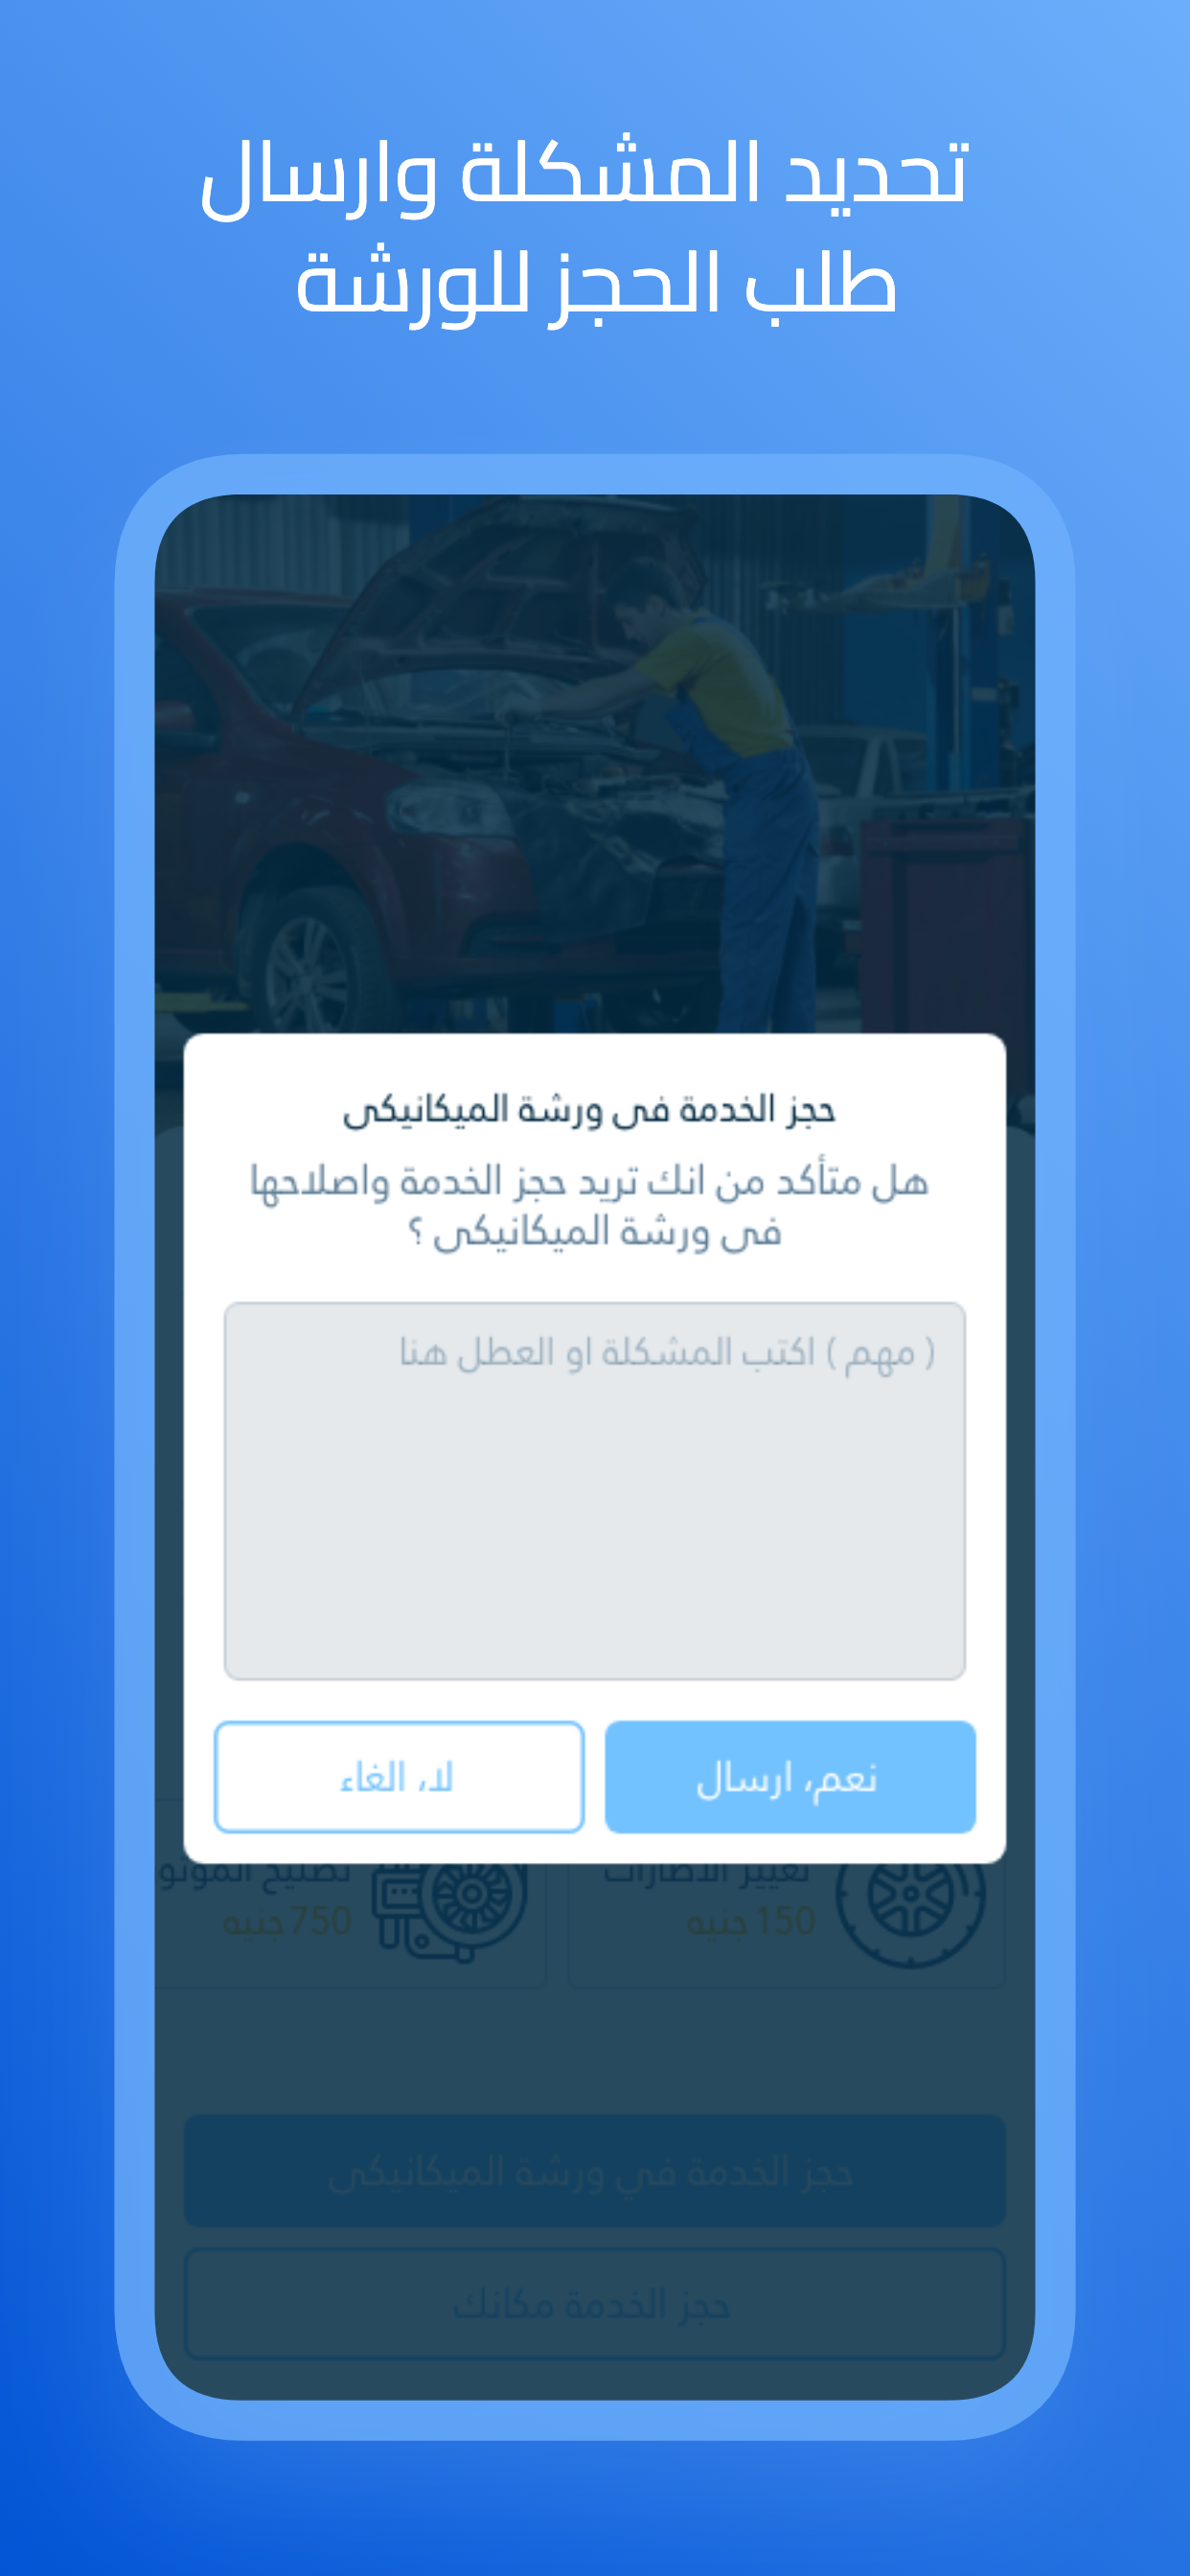 تحديد المشكلة وارسال
طلب الحجز للورشة
حجز الخدمة فى ورشة الميكانيكى
هل متأكد من انك تريد حجز الخدمة واصلاحها
فى ورشة الميكانيكى ؟
( مهم ) اكتب المشكلة او العطل هنا
نعم، ارسال
لا، الغاء
تغيير الاطارات
150 جنيه
تصليح الموتو
750 جنيه
حجز الخدمة في ورشة الميكانيكى
حجز الخدمة مكانك